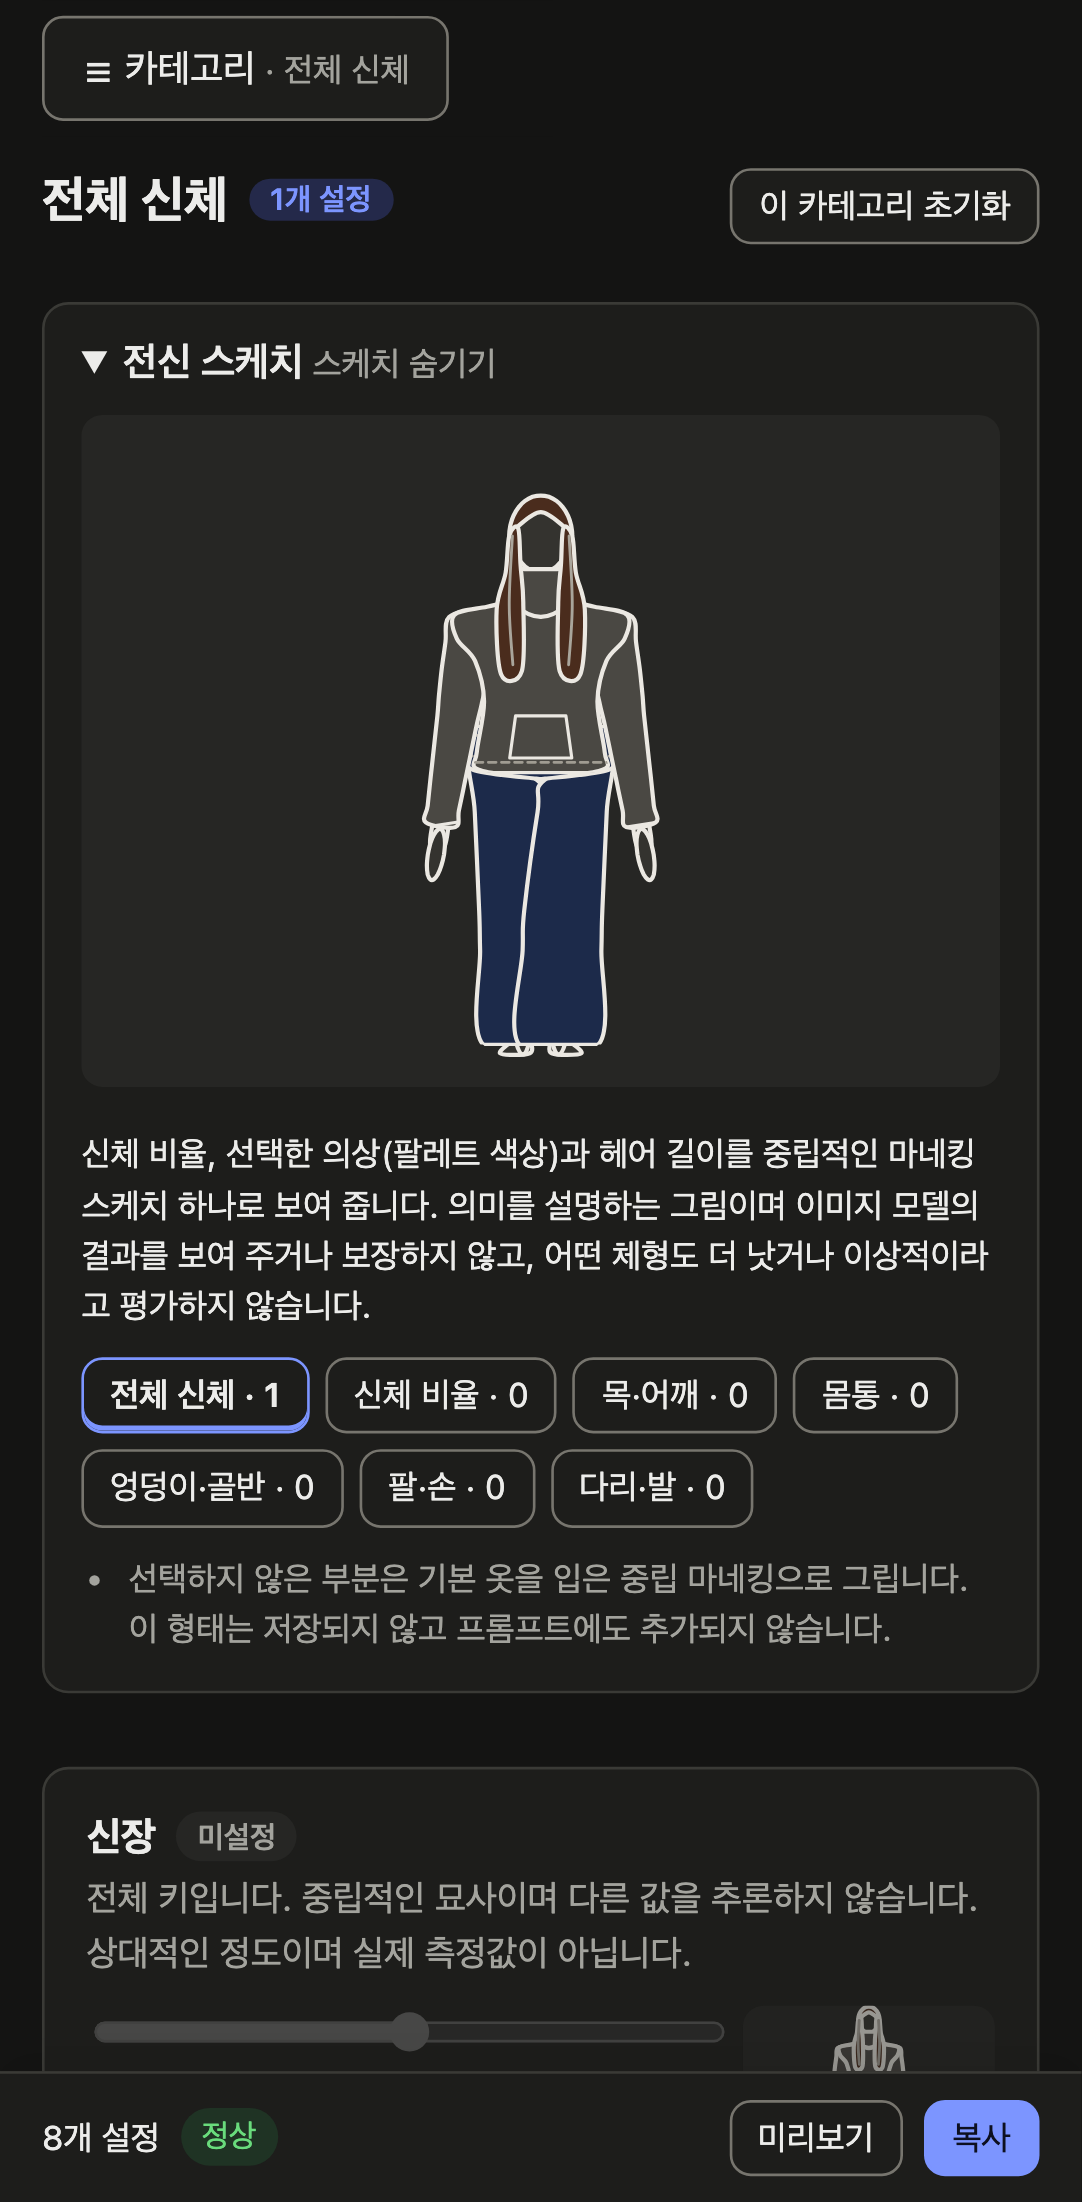 ≡ 카테고리 · 전체 신체
전체 신체 1개 설정
이 카테고리 초기화
▼ 전신 스케치 스케치 숨기기
신체 비율, 선택한 의상(팔레트 색상)과 헤어 길이를 중립적인 마네킹
스케치 하나로 보여 줍니다. 의미를 설명하는 그림이며 이미지 모델의
결과를 보여 주거나 보장하지 않고, 어떤 체형도 더 낫거나 이상적이라
고 평가하지 않습니다.
전체 신체 · 1
신체 비율 · 0
목·어깨 · 0
몸통 · 0
엉덩이·골반 · 0
팔·손 · 0
다리·발 · 0
• 선택하지 않은 부분은 기본 옷을 입은 중립 마네킹으로 그립니다.
이 형태는 저장되지 않고 프롬프트에도 추가되지 않습니다.
신장 미설정
전체 키입니다. 중립적인 묘사이며 다른 값을 추론하지 않습니다.
상대적인 정도이며 실제 측정값이 아닙니다.
8개 설정 정상
미리보기
복사